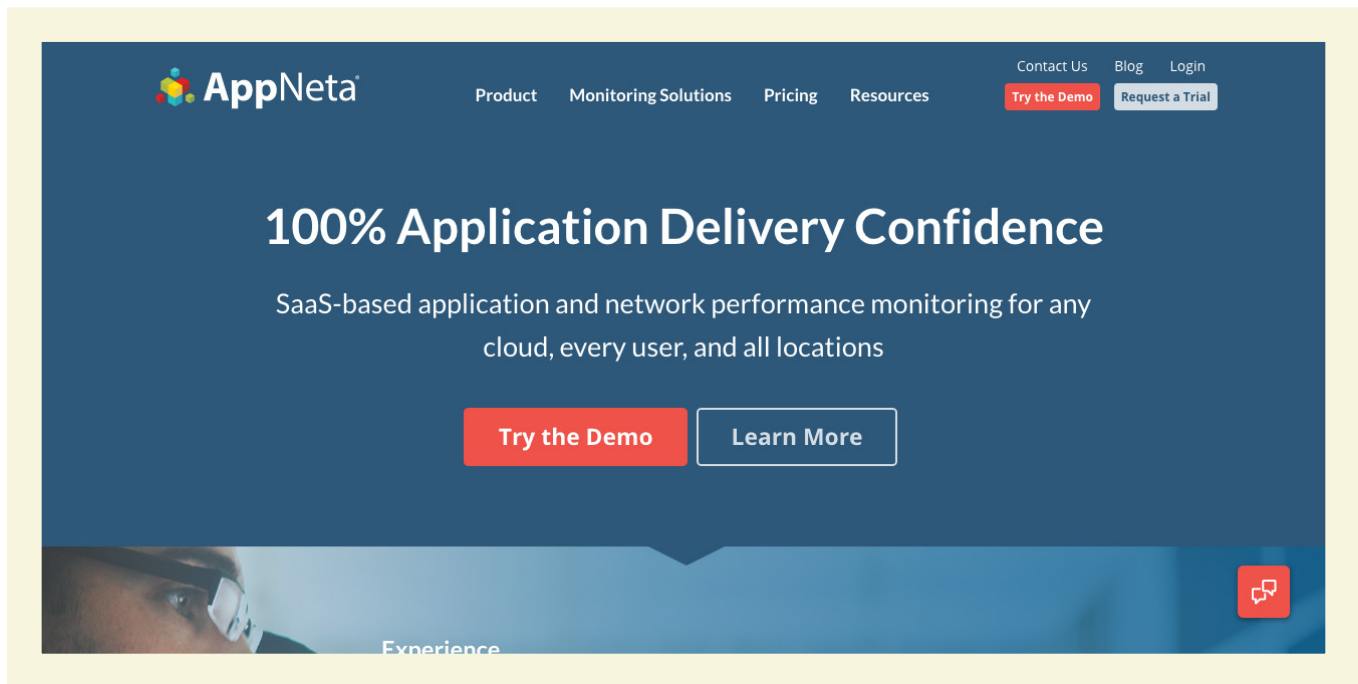 AppNeta
Contact Us Blog Login
Product Monitoring Solutions Pricing Resources
Try the Demo Request a Trial
100% Application Delivery Confidence
SaaS-based application and network performance monitoring for any
cloud, every user, and all locations
Try the Demo Learn More
Experience